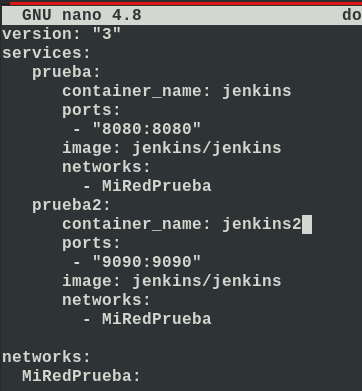 GNU nano 4.8 do
version: "3"
services:
   prueba:
      container_name: jenkins
      ports:
       - "8080:8080"
      image: jenkins/jenkins
      networks:
        - MiRedPrueba
   prueba2:
      container_name: jenkins2
      ports:
       - "9090:9090"
      image: jenkins/jenkins
      networks:
        - MiRedPrueba

networks:
  MiRedPrueba: